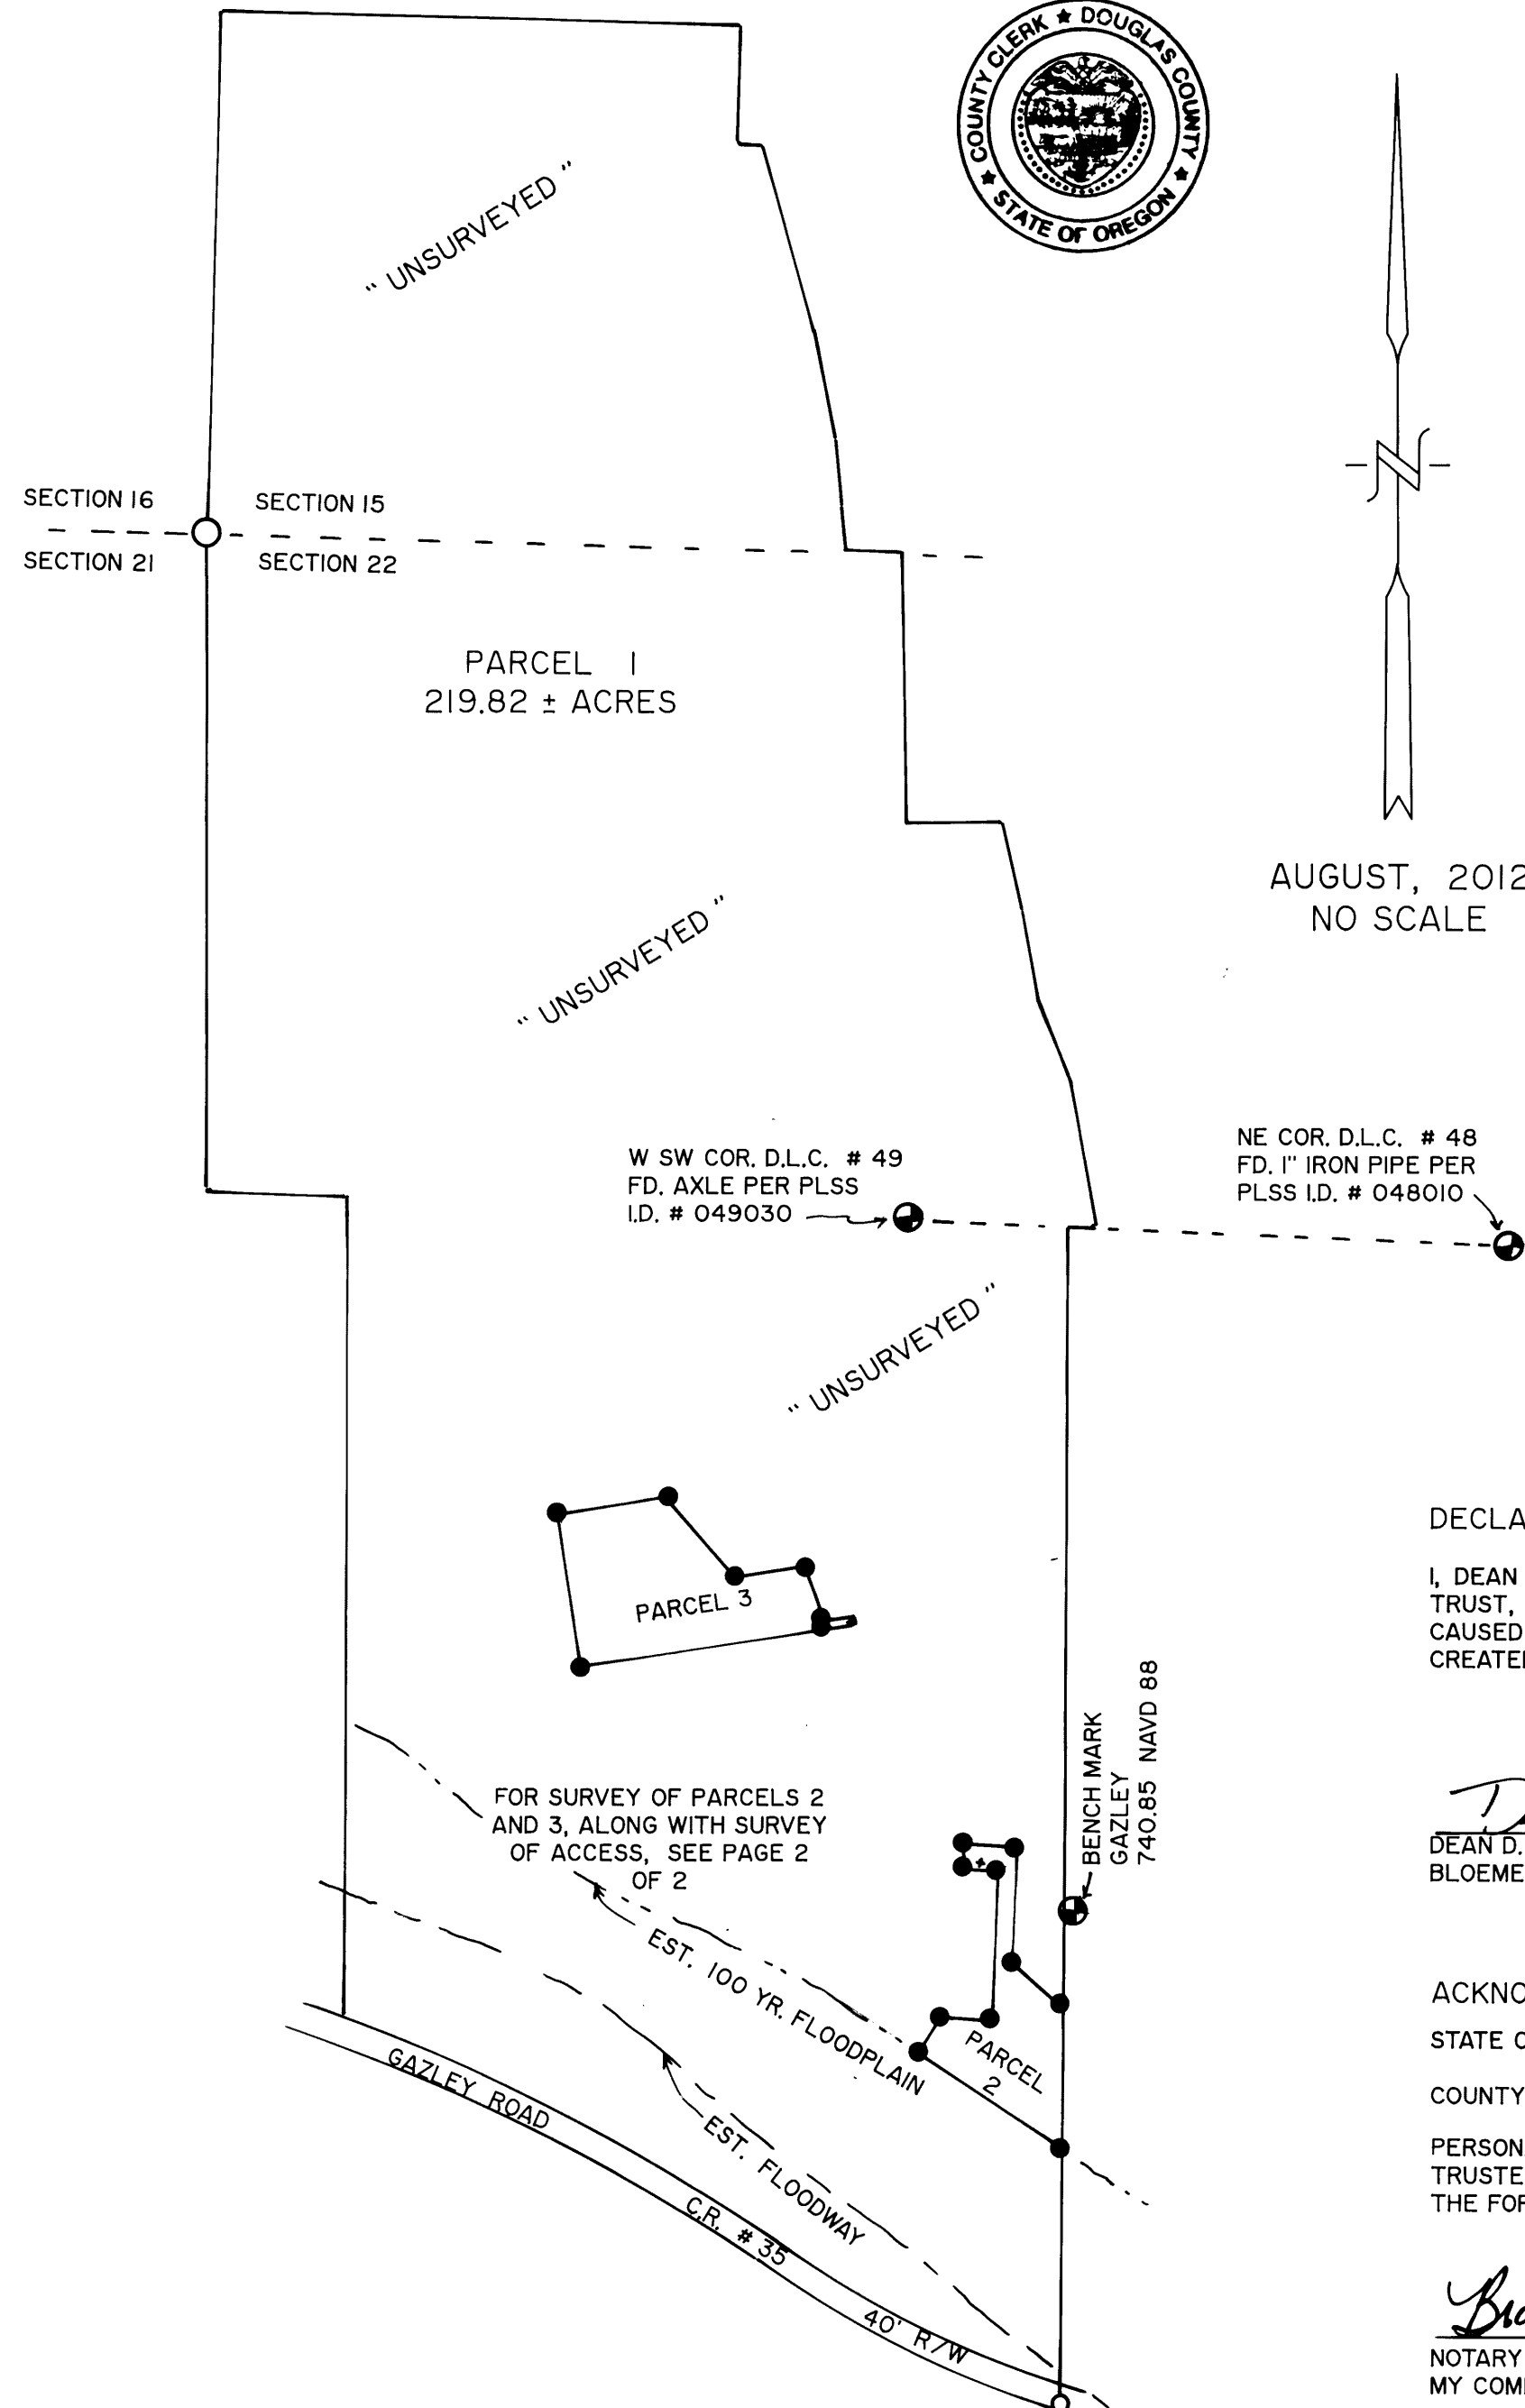 COUNTY CLERK ★ DOUGLAS COUNTY ★ STATE OF OREGON ★
" UNSURVEYED "
N
SECTION 16
SECTION 15
SECTION 21
SECTION 22
PARCEL 1
219.82 ± ACRES
AUGUST, 2012
NO SCALE
" UNSURVEYED "
W SW COR. D.L.C. # 49
FD. AXLE PER PLSS
I.D. # 049030
NE COR. D.L.C. # 48
FD. 1" IRON PIPE PER
PLSS I.D. # 048010
" UNSURVEYED "
DECLA
I, DEAN
TRUST,
CAUSED
CREATE
PARCEL 3
BENCH MARK
GAZLEY
740.85 NAVD 88
FOR SURVEY OF PARCELS 2
AND 3, ALONG WITH SURVEY
OF ACCESS, SEE PAGE 2
OF 2
EST. 100 YR. FLOODPLAIN
DEAN D.
BLOEME
PARCEL
2
GAZLEY ROAD
EST. FLOODWAY
C.R. # 35
40' R/W
ACKNO
STATE O
COUNTY
PERSON
TRUSTE
THE FOR
NOTARY
MY COM